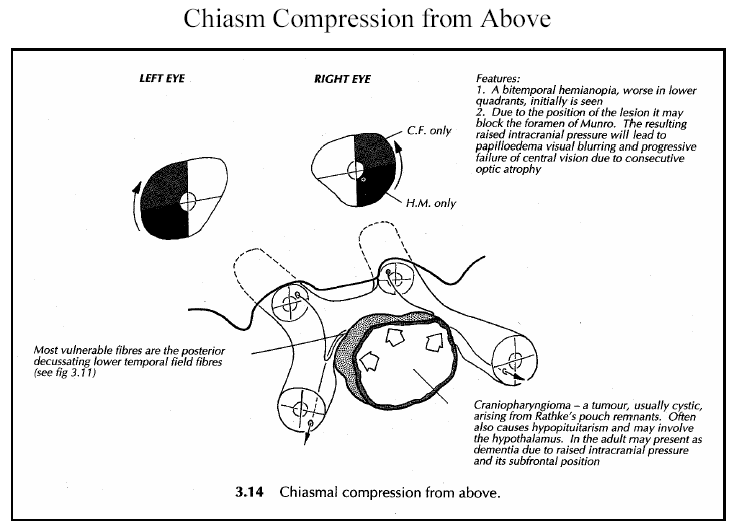 Chiasm Compression from Above
LEFT EYE
RIGHT EYE
Features:
1. A bitemporal hemianopia, worse in lower
quadrants, initially is seen
2. Due to the position of the lesion it may
block the foramen of Munro. The resulting
raised intracranial pressure will lead to
papilloedema visual blurring and progressive
failure of central vision due to consecutive
optic atrophy
C.F. only
H.M. only
Most vulnerable fibres are the posterior
decussating lower temporal field fibres
(see fig 3.11)
Craniopharyngioma – a tumour, usually cystic,
arising from Rathke's pouch remnants. Often
also causes hypopituitarism and may involve
the hypothalamus. In the adult may present as
dementia due to raised intracranial pressure
and its subfrontal position
3.14 Chiasmal compression from above.